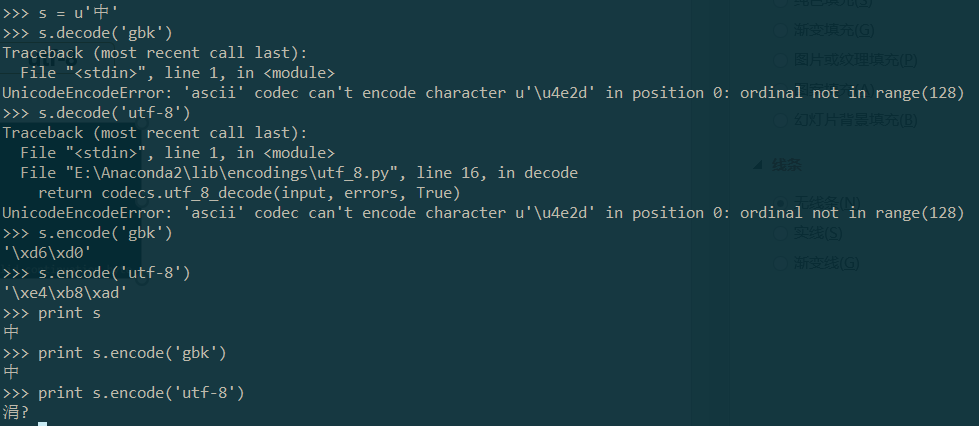 >>> s = u'中'
>>> s.decode('gbk')
Traceback (most recent call last):
  File "<stdin>", line 1, in <module>
UnicodeEncodeError: 'ascii' codec can't encode character u'\u4e2d' in position 0: ordinal not in range(128)
>>> s.decode('utf-8')
Traceback (most recent call last):
  File "<stdin>", line 1, in <module>
  File "E:\Anaconda2\lib\encodings\utf_8.py", line 16, in decode
    return codecs.utf_8_decode(input, errors, True)
UnicodeEncodeError: 'ascii' codec can't encode character u'\u4e2d' in position 0: ordinal not in range(128)
>>> s.encode('gbk')
'\xd6\xd0'
>>> s.encode('utf-8')
'\xe4\xb8\xad'
>>> print s
中
>>> print s.encode('gbk')
中
>>> print s.encode('utf-8')
涓?
渐变填充(G)
图片或纹理填充(P)
幻灯片背景填充(B)
线条
无线条(N)
实线(S)
渐变线(G)